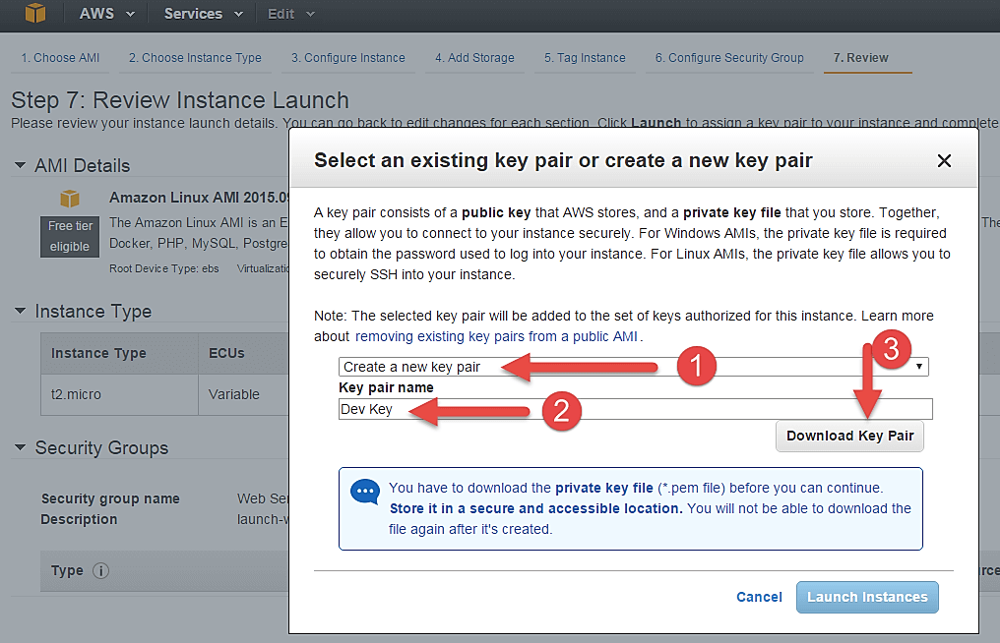 AWS Services Edit
1. Choose AMI 2. Choose Instance Type 3. Configure Instance 4. Add Storage 5. Tag Instance 6. Configure Security Group 7. Review
Step 7: Review Instance Launch
Please review your instance launch details. You can go back to edit changes for each section. Click Launch to assign a key pair to your instance and complete
AMI Details
Amazon Linux AMI 2015.09
Free tier
eligible
The Amazon Linux AMI is an E
The
Docker, PHP, MySQL, Postgre
Root Device Type: ebs Virtualizatio
Instance Type
Instance Type ECUs
t2.micro Variable
Security Groups
Security group name Web Ser
Description launch-w
Type i
urce
Select an existing key pair or create a new key pair
A key pair consists of a public key that AWS stores, and a private key file that you store. Together,
they allow you to connect to your instance securely. For Windows AMIs, the private key file is required
to obtain the password used to log into your instance. For Linux AMIs, the private key file allows you to
securely SSH into your instance.
Note: The selected key pair will be added to the set of keys authorized for this instance. Learn more
about removing existing key pairs from a public AMI.
Create a new key pair
1
3
Key pair name
Dev Key
2
Download Key Pair
You have to download the private key file (*.pem file) before you can continue.
Store it in a secure and accessible location. You will not be able to download the
file again after it's created.
Cancel Launch Instances